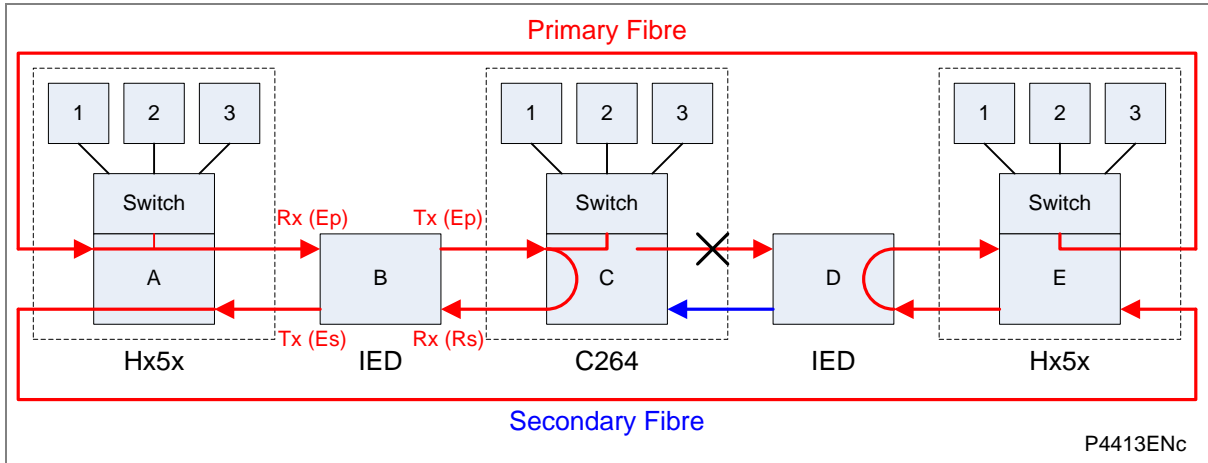 Primary Fibre
1 2 3
1 2 3
1 2 3
Switch
Switch
Switch
Rx (Ep)
Tx (Ep)
A
B
C
D
E
Tx (Es)
Rx (Rs)
Hx5x
IED
C264
IED
Hx5x
Secondary Fibre
P4413ENc